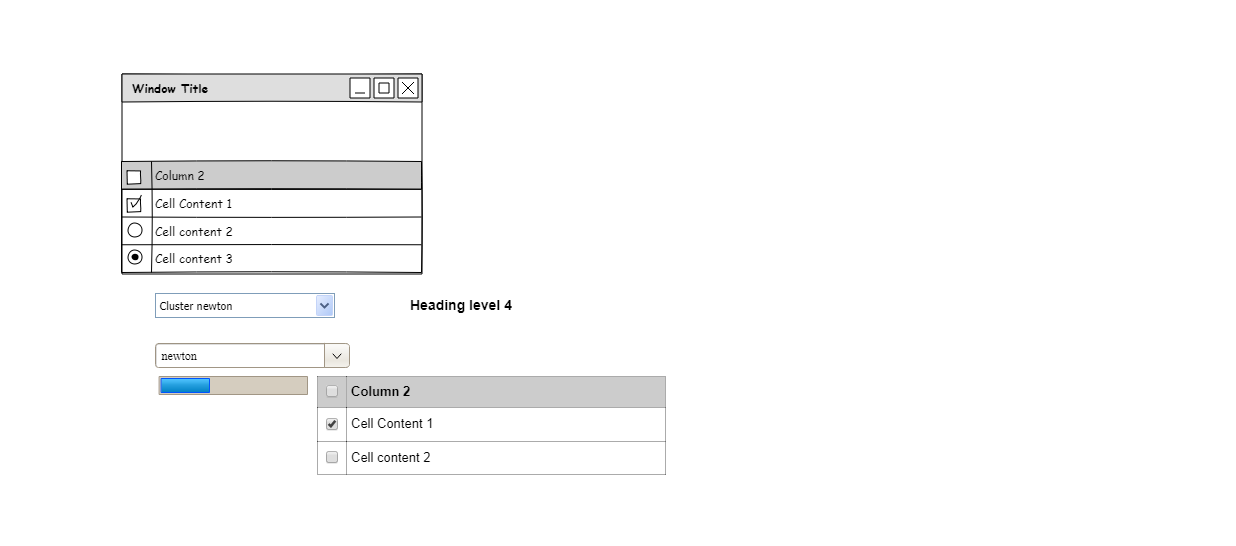 Window Title
Column 2
Cell Content 1
Cell content 2
Cell content 3
Cluster newton
Heading level 4
newton
Column 2
Cell Content 1
Cell content 2